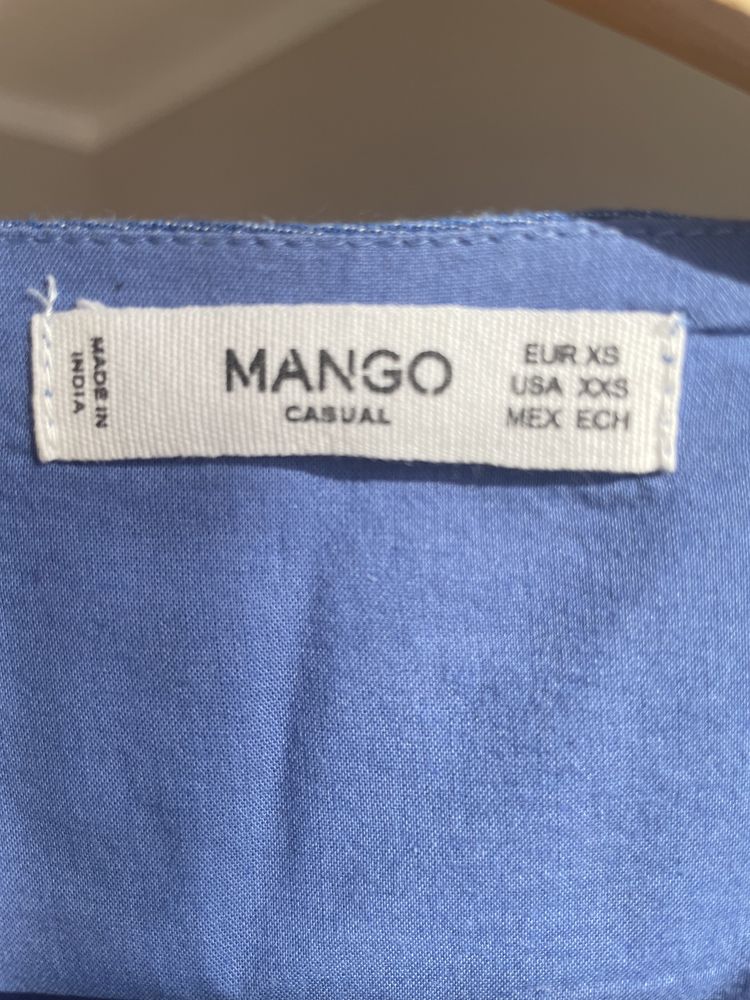 MADE IN
INDIA
MANGO
CASUAL
EUR XS
USA XXS
MEX ECH